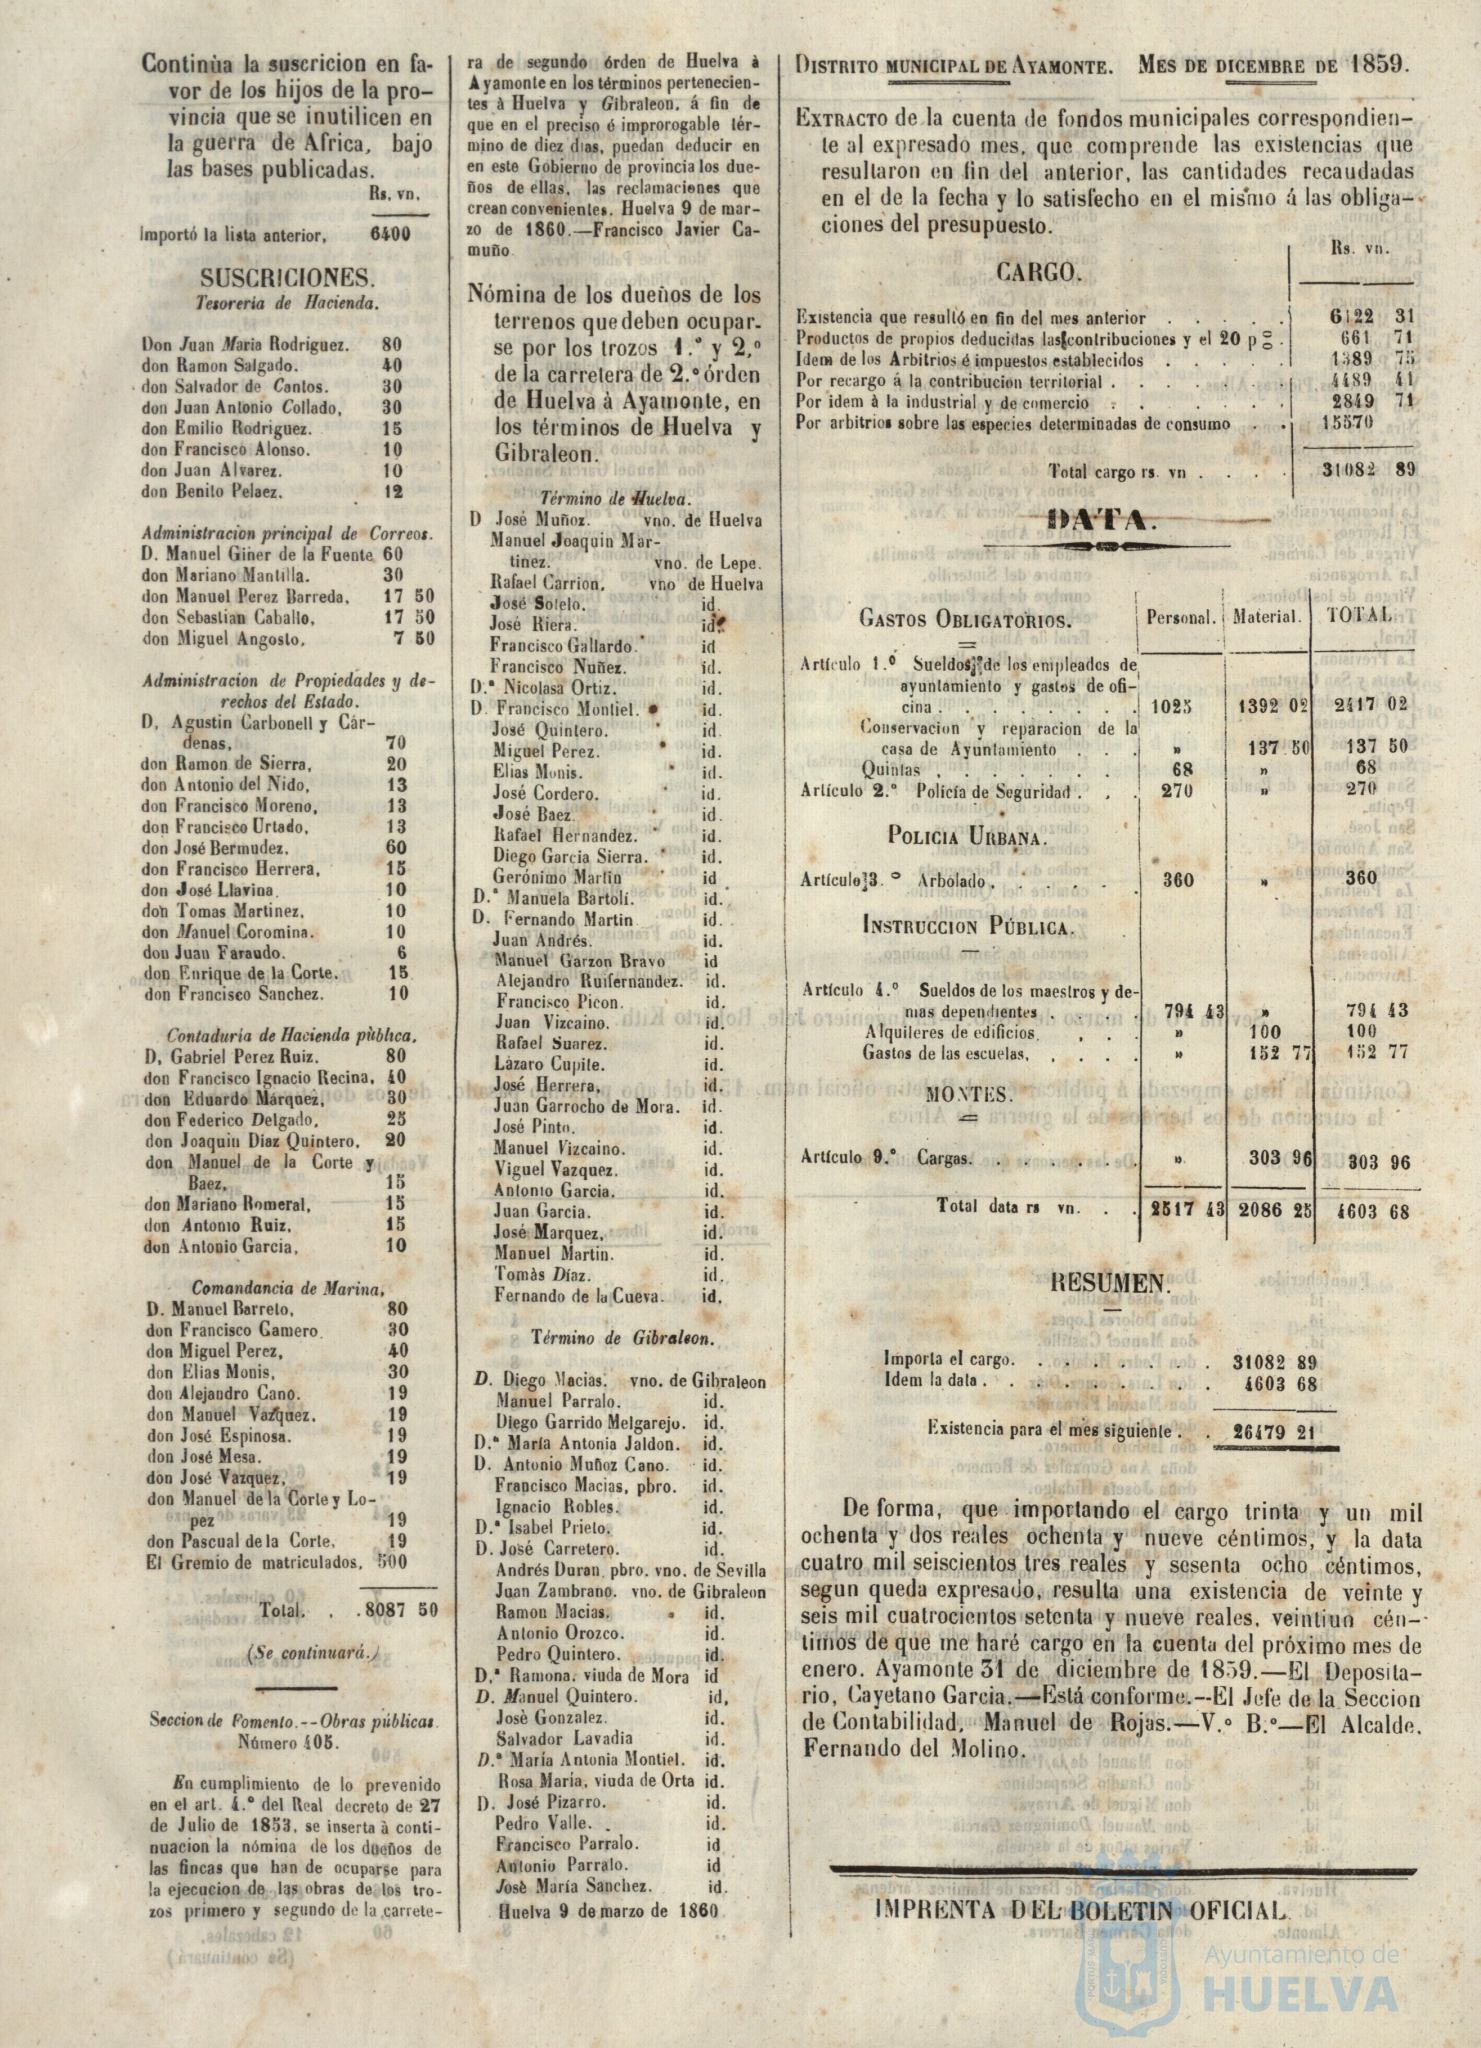 Continùa la suscricion en fa-
vor de los hijos de la pro-
vincia que se inutilicen en
la guerra de Africa, bajo
las bases publicadas.
Rs. vn.
Importó la lista anterior, 6400
SUSCRICIONES.
Tesorería de Hacienda.
Don Juan Maria Rodriguez. 80
don Ramon Salgado. 40
don Salvador de Cantos. 30
don Juan Antonio Collado, 30
don Emilio Rodriguez. 15
don Francisco Alonso. 10
don Juan Alvarez. 10
don Benito Pelaez. 12
Administracion principal de Correos.
D. Manuel Giner de la Fuente 60
don Mariano Mantilla. 30
don Manuel Perez Barreda, 17 50
don Sebastian Caballo, 17 50
don Miguel Angosto, 7 50
Administracion de Propiedades y de-
rechos del Estado.
D, Agustin Carbonell y Cár-
denas, 70
don Ramon de Sierra, 20
don Antonio del Nido, 13
don Francisco Moreno, 13
don Francisco Urtado, 13
don José Bermudez. 60
don Francisco Herrera, 15
don José Llavina 10
don Tomas Martinez, 10
don Manuel Coromina. 10
don Juan Faraudo. 6
don Enrique de la Corte. 15
don Francisco Sanchez. 10
Contaduría de Hacienda pùblica,
D, Gabriel Perez Ruiz. 80
don Francisco Ignacio Recina, 40
don Eduardo Márquez, 30
don Federico Delgado, 25
don Joaquin Diaz Quintero, 20
don Manuel de la Corte y
Baez, 15
don Mariano Romeral, 15
don Antonio Ruiz, 15
don Antonio Garcia, 10
Comandancia de Marina,
D. Manuel Barreto, 80
don Francisco Gamero 30
don Miguel Perez, 40
don Elias Monis, 30
don Alejandro Cano. 19
don Manuel Vazquez. 19
don José Espinosa. 19
don José Mesa. 19
don José Vazquez, 19
don Manuel de la Corte y Lo-
pez 19
don Pascual de la Corte, 19
El Gremio de matriculados, 500
Total. . . 8087 50
(Se continuará.)
Seccion de Fomento.--Obras públicas.
Número 405.
En cumplimiento de lo prevenido
en el art. 4.º del Real decreto de 27
de Julio de 1853, se inserta à conti-
nuacion la nómina de los dueños de
las fincas que han de ocuparse para
la ejecucion de las obras de los tro-
zos primero y segundo de la carrete-
ra de segundo órden de Huelva à
Ayamonte en los términos pertenecien-
tes à Huelva y Gibraleon, á fin de
que en el preciso é improrogable tér-
mino de diez dias, puedan deducir en
en este Gobierno de provincia los due-
ños de ellas, las reclamaciones que
crean convenientes. Huelva 9 de mar-
zo de 1860.—Francisco Javier Ca-
muño
Nómina de los dueños de los
terrenos que deben ocupar-
se por los trozos 1.º y 2.º
de la carretera de 2.º órden
de Huelva à Ayamonte, en
los términos de Huelva y
Gibraleon.
Término de Huelva.
D José Muñoz. vno. de Huelva
Manuel Joaquin Mar-
tinez. vno. de Lepe.
Rafael Carrion, vno de Huelva
José Sotelo. id.
José Riera. id.
Francisco Gallardo. id
Francisco Nuñez. id.
D.ª Nicolasa Ortiz. id.
D. Francisco Montiel. id.
José Quintero. id.
Miguel Perez. id.
Elias Monis. id.
José Cordero. id.
José Baez. id.
Rafael Hernandez. id.
Diego Garcia Sierra. id.
Gerónimo Martin id
D.ª Manuela Bartolí. id.
D. Fernando Martin id.
Juan Andrés. id.
Manuel Garzon Bravo id
Alejandro Ruifernandez. id.
Francisco Picon. id.
Juan Vizcaino. id.
Rafael Suarez. id.
Lázaro Cupite. id.
José Herrera, id.
Juan Garrocho de Mora. id.
José Pinto. id.
Manuel Vizcaino. id.
Viguel Vazquez. id.
Antonio Garcia. id.
Juan Garcia. id.
José Marquez, id.
Manuel Martin. id.
Tomàs Díaz. id.
Fernando de la Cueva. id.
Término de Gibraleon.
D. Diego Macias. vno. de Gibraleon
Manuel Parralo. id.
Diego Garrido Melgarejo. id.
D.ª María Antonia Jaldon. id.
D. Antonio Muñoz Cano. id.
Francisco Macias, pbro. id.
Ignacio Robles. id.
D.ª Isabel Prieto. id.
D. José Carretero. id.
Andrés Duran, pbro. vno. de Sevilla
Juan Zambrano. vno. de Gibraleon
Ramon Macias. id.
Antonio Orozco. id.
Pedro Quintero. id.
D.ª Ramona, viuda de Mora id
D. Manuel Quintero. id,
Josè Gonzalez. id.
Salvador Lavadia id.
D.ª María Antonia Montiel. id.
Rosa María, viuda de Orta id.
D. José Pizarro. id.
Pedro Valle. id.
Francisco Parralo. id
Antonio Parralo. id
Josè María Sanchez. id.
Huelva 9 de marzo de 1860
DISTRITO MUNICIPAL DE AYAMONTE. MES DE DICEMBRE DE 1859.
EXTRACTO de la cuenta de fondos municipales correspondien-
te al expresado mes, que comprende las existencias que
resultaron en fin del anterior, las cantidades recaudadas
en el de la fecha y lo satisfecho en el mismo á las obliga-
ciones del presupuesto.
Rs. vn.
CARGO.
Existencia que resultó en fin del mes anterior . . . . . 6122 31
Productos de propios deducidas las contribuciones y el 20 p 0/0 . 661 71
Idem de los Arbitrios é impuestos establecidos . . . . . 1389 75
Por recargo á la contribucion territorial . . . . . . . 4489 41
Por idem à la industrial y de comercio . . . . . . 2849 71
Por arbitrios sobre las especies determinadas de consumo . . 15570
Total cargo rs. vn . . . . 31082 89
DATA.
GASTOS OBLIGATORIOS. Personal. Material. TOTAL
Artículo 1.º Sueldos de los empleados de
ayuntamiento y gastos de ofi-
cina . . . . . . . 1025 1392 02 2417 02
Conservacion y reparacion de la
casa de Ayuntamiento . . . » 137 50 137 50
Quintas . . . . . . . 68 » 68
Artículo 2.º Policía de Seguridad . . . 270 » 270
POLICIA URBANA.
Artículo 3.º Arbolado. . . . . . 360 » 360
INSTRUCCION PÚBLICA.
Artículo 4.º Sueldos de los maestros y de-
mas dependientes . . . . 794 43 » 794 43
Alquileres de edificios. . . . » 100 100
Gastos de las escuelas, . . . . » 152 77 152 77
MONTES.
Artículo 9.º Cargas. . . . . . » 303 96 303 96
Total data rs vn. . . 2517 43 2086 25 4603 68
RESUMEN.
Importa el cargo. . . . . . . . 31082 89
Idem la data . . . . . . . . . 4603 68
Existencia para el mes siguiente . . 26479 21
De forma, que importando el cargo trinta y un mil
ochenta y dos reales ochenta y nueve céntimos, y la data
cuatro mil seiscientos tres reales y sesenta ocho céntimos,
segun queda expresado, resulta una existencia de veinte y
seis mil cuatrocientos setenta y nueve reales, veintiun cén-
timos de que me haré cargo en la cuenta del próximo mes de
enero. Ayamonte 31 de diciembre de 1859.—El Deposita-
rio, Cayetano Garcia.—Está conforme.--El Jefe de la Seccion
de Contabilidad, Manuel de Rojas.—V.º B.º—El Alcalde,
Fernando del Molino.
IMPRENTA DEL BOLETIN OFICIAL
Ayuntamiento de
HUELVA